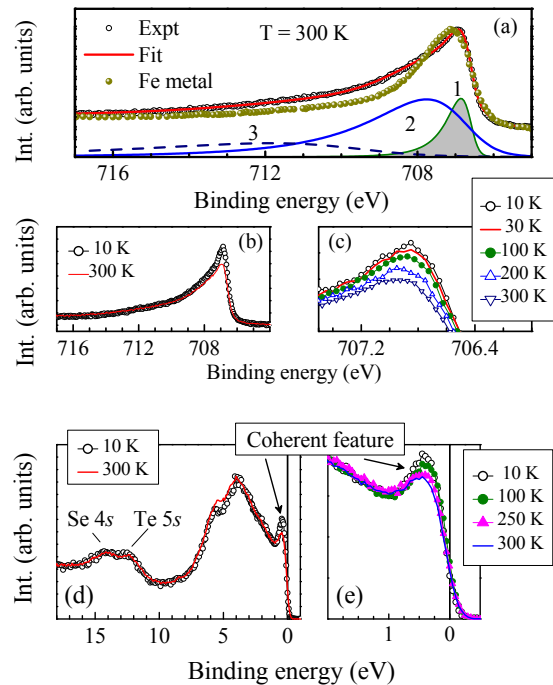 Expt
Fit
Fe metal
T = 300 K
(a)
1
2
3
Int. (arb. units)
716
712
708
Binding energy (eV)
10 K
300 K
(b)
(c)
10 K
30 K
100 K
200 K
300 K
Int. (arb. units)
716
712
708
707.2
706.4
Binding energy (eV)
10 K
300 K
Coherent feature
10 K
100 K
250 K
300 K
Se 4s
Te 5s
(d)
(e)
Int. (arb. units)
15
10
5
0
1
0
Binding energy (eV)